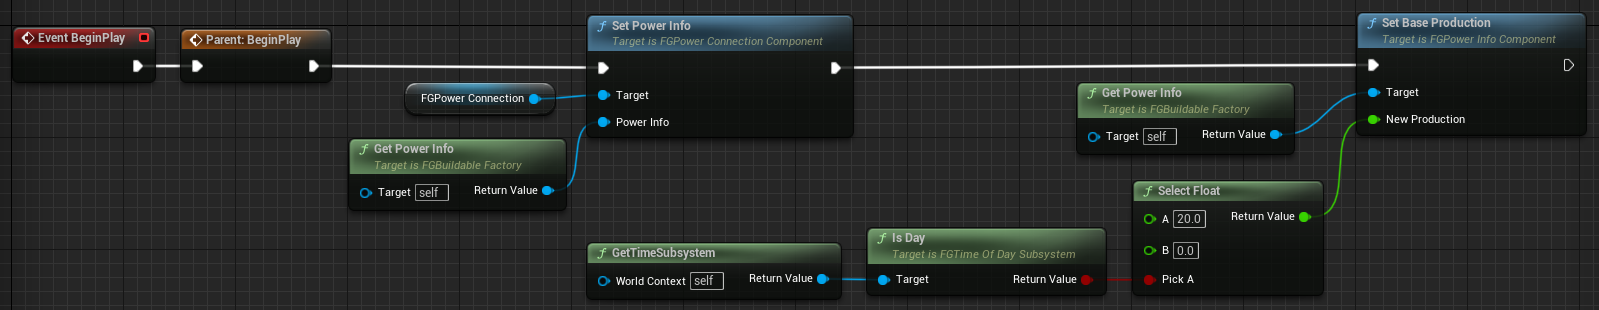 Event BeginPlay
Parent: BeginPlay
FGPower Connection
Get Power Info
Target is FGBuildable Factory
Target self
Return Value
Set Power Info
Target is FGPower Connection Component
Target
Power Info
GetTimeSubsystem
World Context self
Return Value
Is Day
Target is FGTime Of Day Subsystem
Target
Return Value
Get Power Info
Target is FGBuildable Factory
Target self
Return Value
Select Float
A 20.0
Return Value
B 0.0
Pick A
Set Base Production
Target is FGPower Info Component
Target
New Production